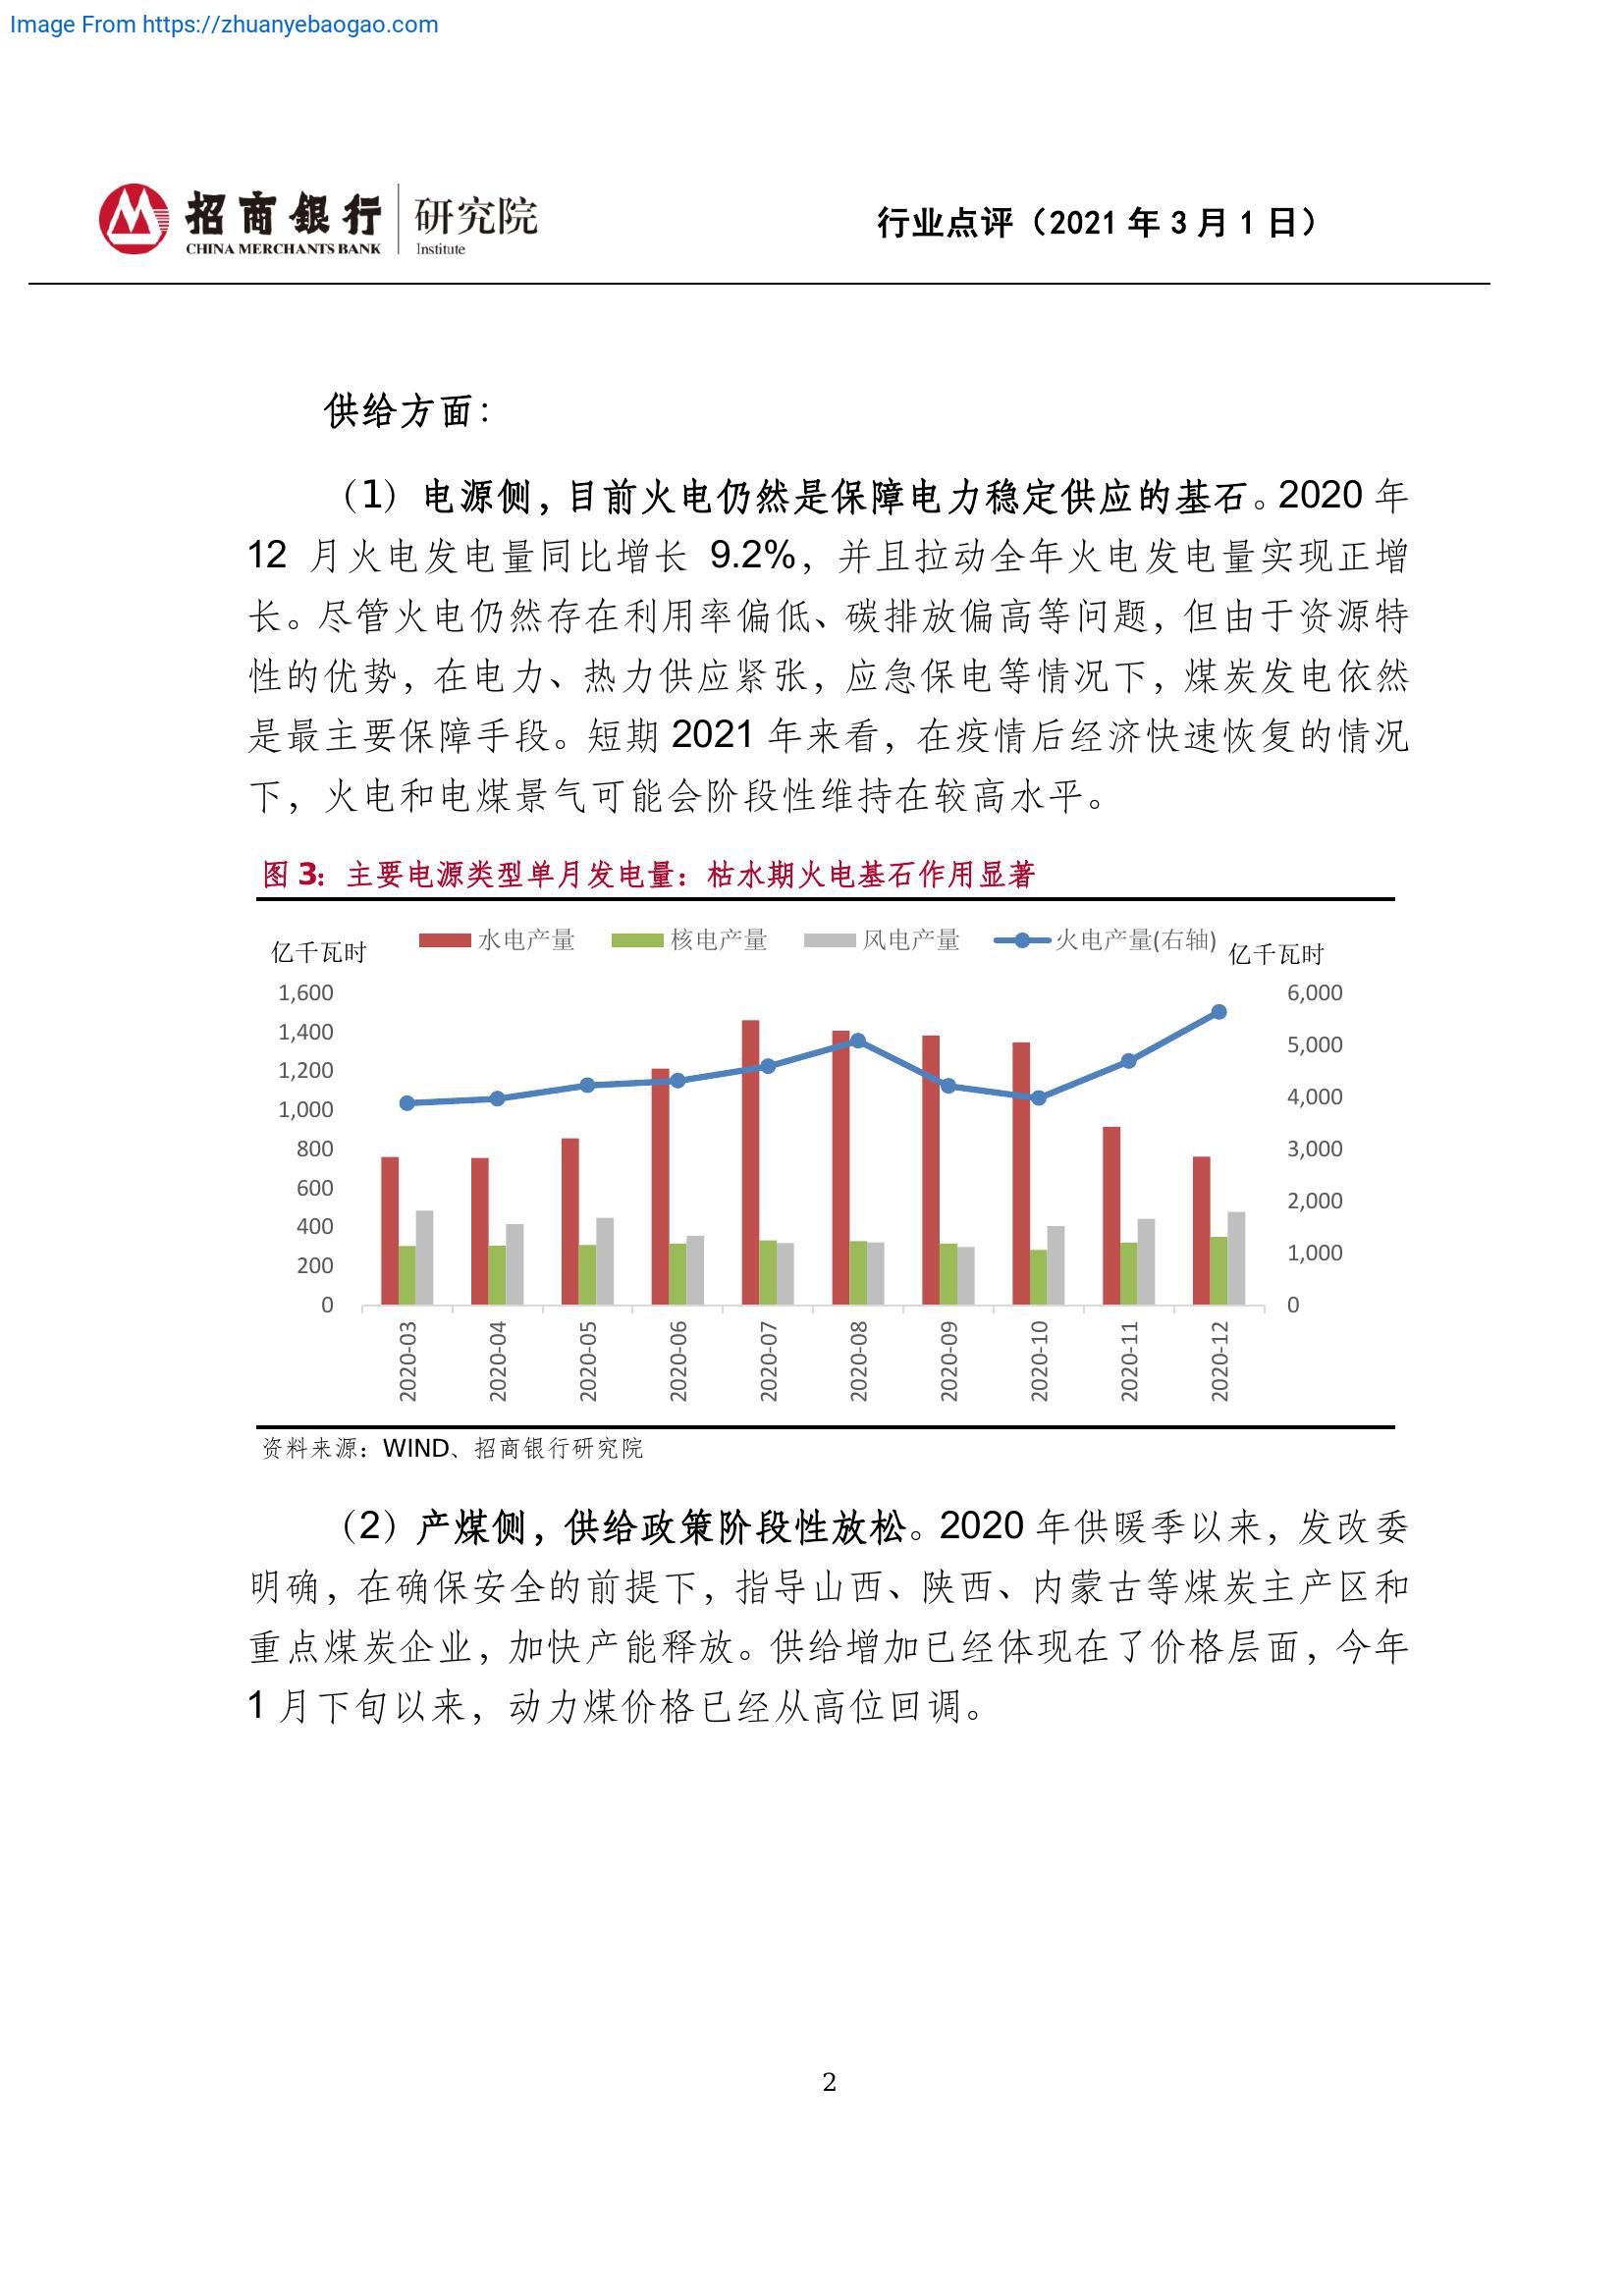 Image From https://zhuanyebaogao.com
招商銀行 研究院
CHINA MERCHANTS BANK Institute
行业点评（2021 年 3 月 1 日）
供给方面：
（1）电源侧，目前火电仍然是保障电力稳定供应的基石。2020 年
12 月火电发电量同比增长 9.2%，并且拉动全年火电发电量实现正增
长。尽管火电仍然存在利用率偏低、碳排放偏高等问题，但由于资源特
性的优势，在电力、热力供应紧张，应急保电等情况下，煤炭发电依然
是最主要保障手段。短期 2021 年来看，在疫情后经济快速恢复的情况
下，火电和电煤景气可能会阶段性维持在较高水平。
图 3：主要电源类型单月发电量：枯水期火电基石作用显著
亿千瓦时 水电产量 核电产量 风电产量 火电产量(右轴) 亿千瓦时
1,600 6,000
1,400 5,000
1,200
1,000 4,000
800 3,000
600 2,000
400
200 1,000
0 0
2020-03 2020-04 2020-05 2020-06 2020-07 2020-08 2020-09 2020-10 2020-11 2020-12
资料来源：WIND、招商银行研究院
（2）产煤侧，供给政策阶段性放松。2020 年供暖季以来，发改委
明确，在确保安全的前提下，指导山西、陕西、内蒙古等煤炭主产区和
重点煤炭企业，加快产能释放。供给增加已经体现在了价格层面，今年
1 月下旬以来，动力煤价格已经从高位回调。
2